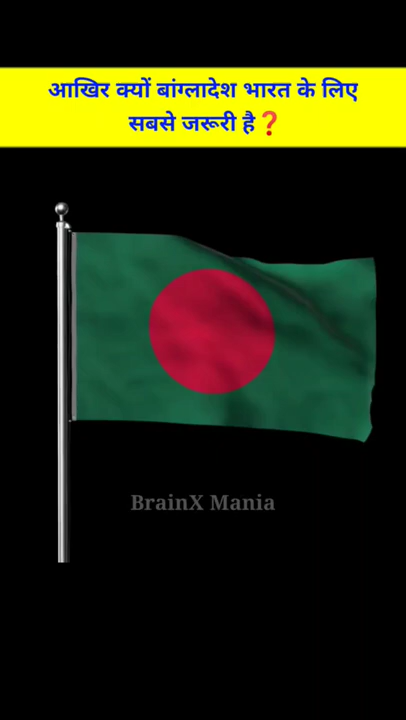 आखिर क्यों बांग्लादेश भारत के लिए
सबसे जरूरी है❓
BrainX Mania